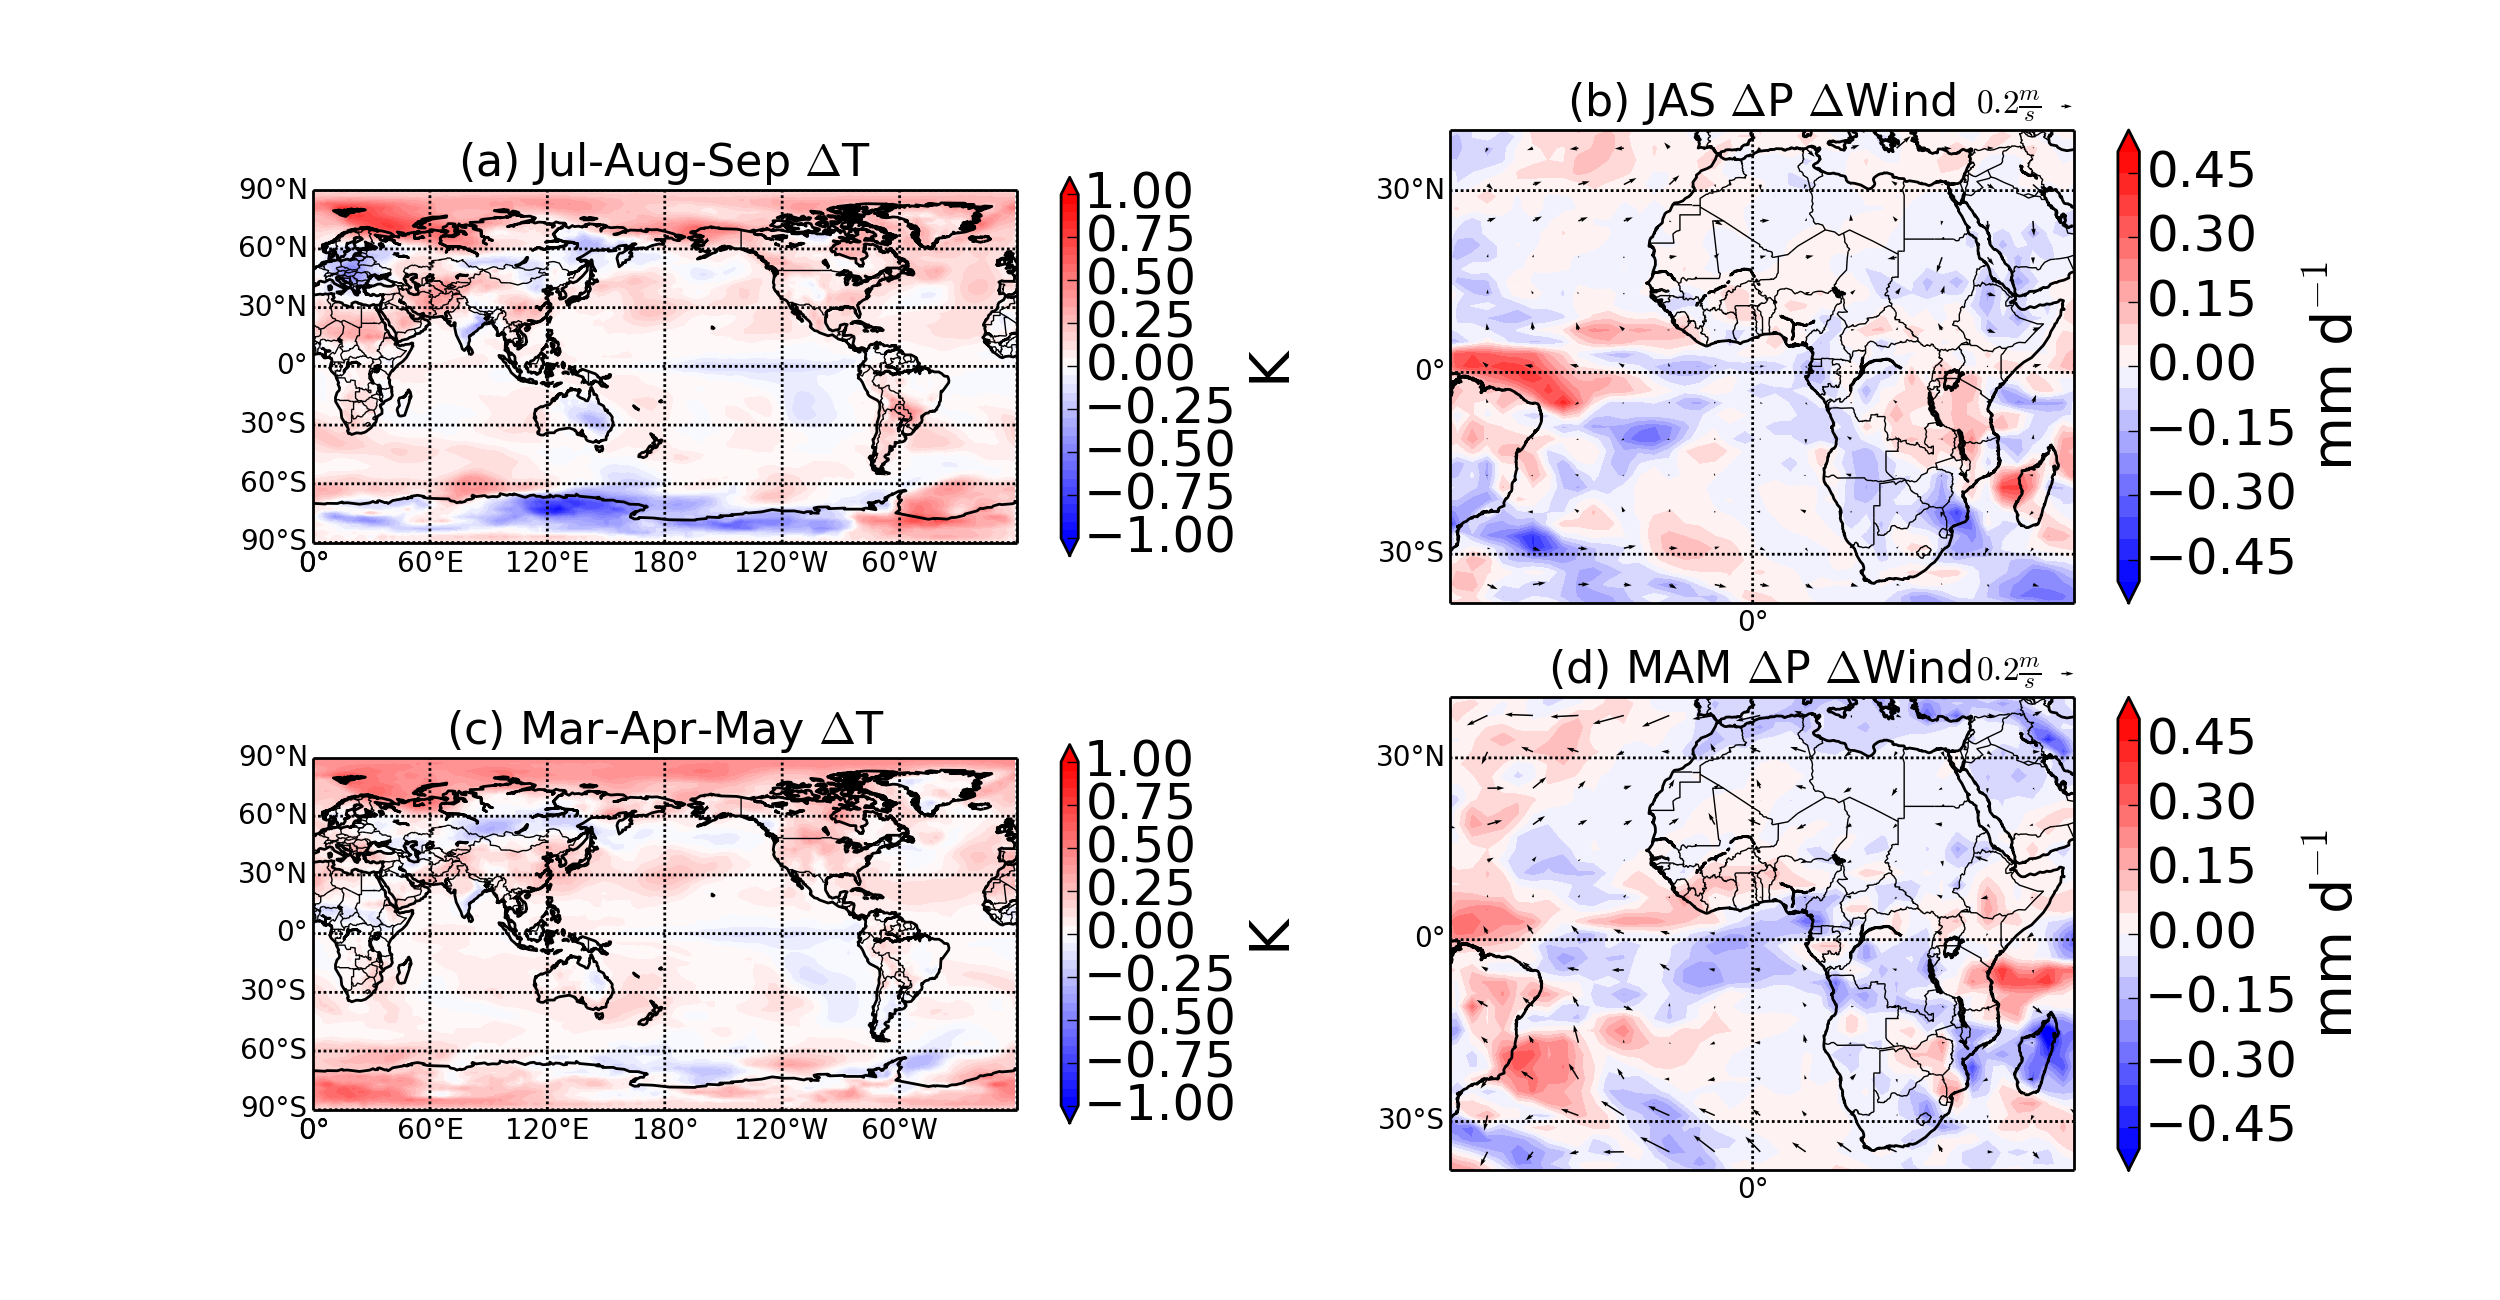 (a) Jul-Aug-Sep ΔT
90°N
60°N
30°N
0°
30°S
60°S
90°S
0°
60°E
120°E
180°
120°W
60°W
1.00
0.75
0.50
0.25
0.00
−0.25
−0.50
−0.75
−1.00
K
(b) JAS ΔP ΔWind
0.2 m/s
30°N
0°
30°S
0°
0.45
0.30
0.15
0.00
−0.15
−0.30
−0.45
mm d⁻¹
(c) Mar-Apr-May ΔT
90°N
60°N
30°N
0°
30°S
60°S
90°S
0°
60°E
120°E
180°
120°W
60°W
1.00
0.75
0.50
0.25
0.00
−0.25
−0.50
−0.75
−1.00
K
(d) MAM ΔP ΔWind
0.2 m/s
30°N
0°
30°S
0°
0.45
0.30
0.15
0.00
−0.15
−0.30
−0.45
mm d⁻¹